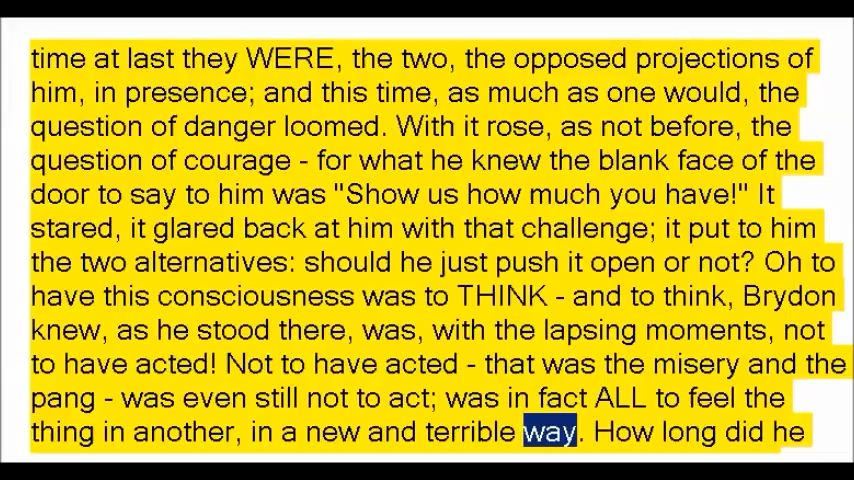 time at last they WERE, the two, the opposed projections of
him, in presence; and this time, as much as one would, the
question of danger loomed. With it rose, as not before, the
question of courage - for what he knew the blank face of the
door to say to him was "Show us how much you have!" It
stared, it glared back at him with that challenge; it put to him
the two alternatives: should he just push it open or not? Oh to
have this consciousness was to THINK - and to think, Brydon
knew, as he stood there, was, with the lapsing moments, not
to have acted! Not to have acted - that was the misery and the
pang - was even still not to act; was in fact ALL to feel the
thing in another, in a new and terrible way. How long did he